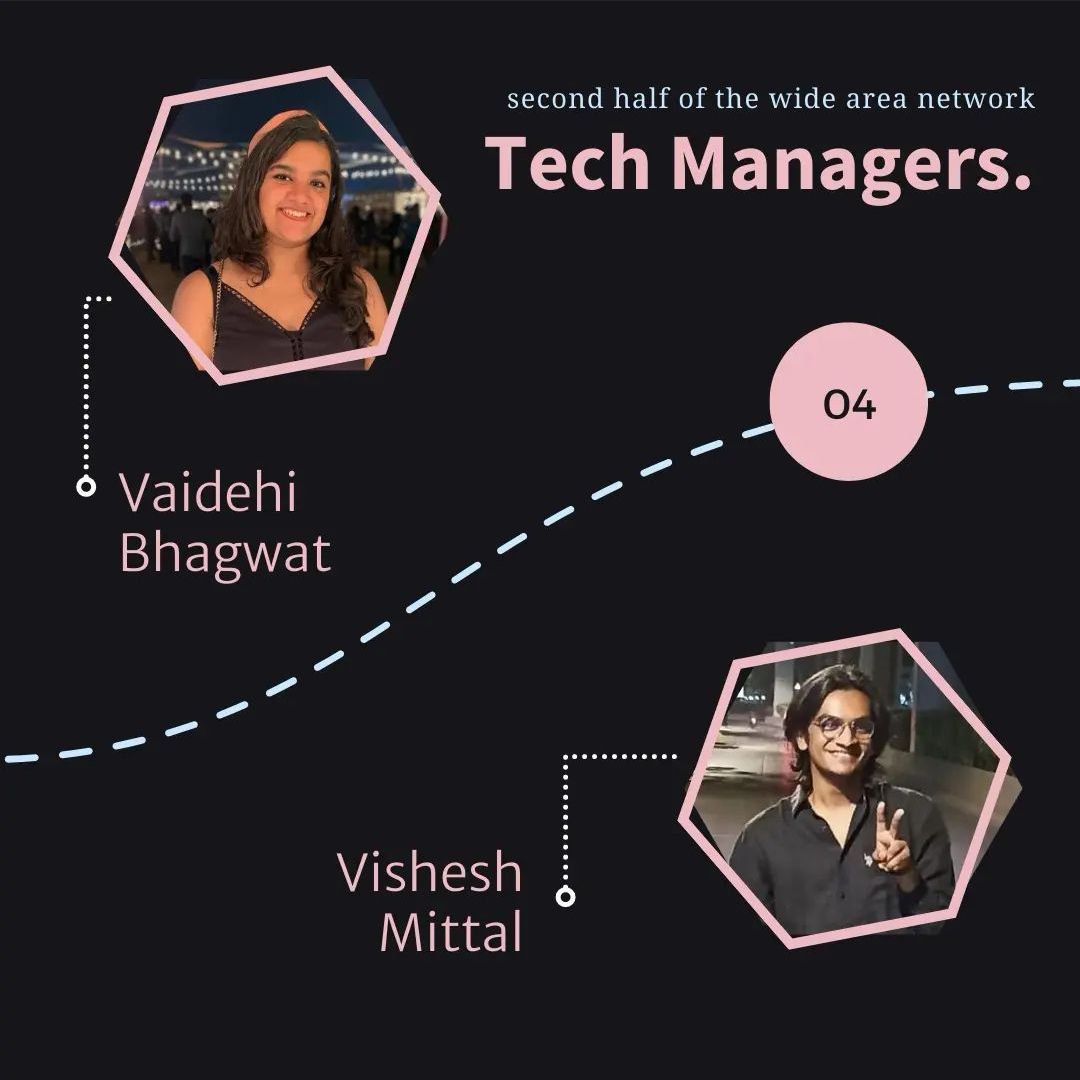 second half of the wide area network
Tech Managers.
04
Vaidehi
Bhagwat
Vishesh
Mittal